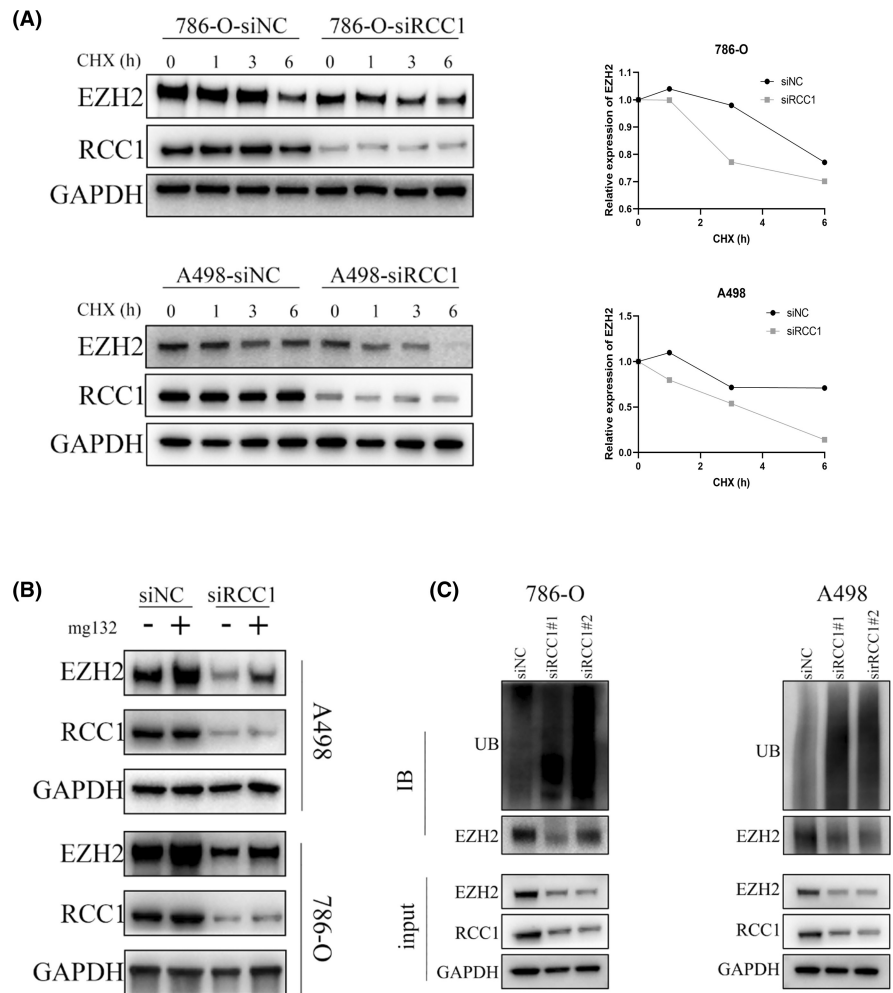 (A)
786-O-siNC 786-O-siRCC1
CHX (h) 0 1 3 6 0 1 3 6
EZH2
RCC1
GAPDH
786-O
siNC
siRCC1
Relative expression of EZH2
1.1
1.0
0.9
0.8
0.7
0.6
0 2 4 6
CHX (h)
A498-siNC A498-siRCC1
CHX (h) 0 1 3 6 0 1 3 6
EZH2
RCC1
GAPDH
A498
siNC
siRCC1
Relative expression of EZH2
1.5
1.0
0.5
0.0
0 2 4 6
CHX (h)
(B)
siNC siRCC1
mg132 - + - +
EZH2
RCC1
GAPDH
A498
EZH2
RCC1
GAPDH
786-O
(C)
786-O
siNC
siRCC1#1
siRCC1#2
IB
UB
EZH2
input
EZH2
RCC1
GAPDH
A498
siNC
siRCC1#1
sirRCC1#2
UB
EZH2
EZH2
RCC1
GAPDH